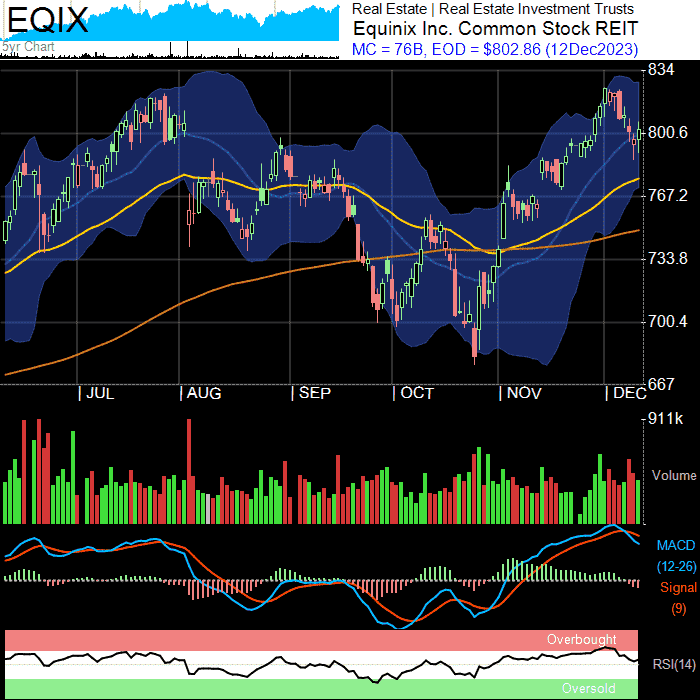 EQIX
5yr Chart
Real Estate | Real Estate Investment Trusts
Equinix Inc. Common Stock REIT
MC = 76B, EOD = $802.86 (12Dec2023)
834
800.6
767.2
733.8
700.4
667
| JUL | AUG | SEP | OCT | NOV | DEC
911k
Volume
MACD
(12-26)
Signal
(9)
Overbought
RSI(14)
Oversold